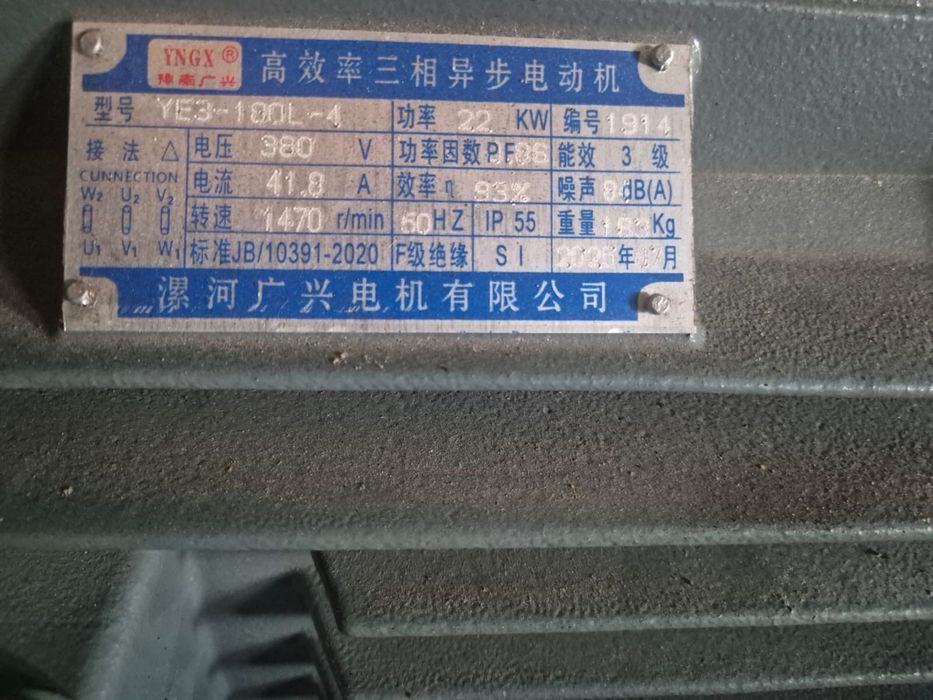 YNGX ® 高效率三相异步电动机
豫南广兴
型号 YE3-180L-4 功率 22 KW 编号 1914
接法 △ 电压 380 V 功率因数PF 能效 3 级
CUNNECTION 电流 41.8 A 效率η 93% 噪声 dB(A)
W2 U2 V2 转速 1470 r/min 50HZ IP 55 重量 Kg
U1 V1 W1 标准JB/10391-2020 F级绝缘 S I 年 月
漯河广兴电机有限公司